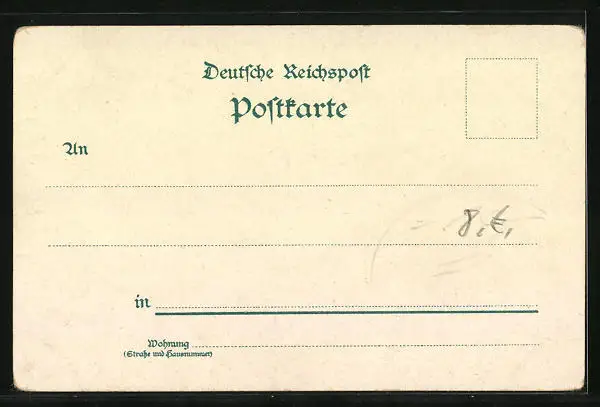 Deutſche Reichspoſt
Poſtkarte
An
8,€,
in
Wohnung
(Straße und Hausnummer)